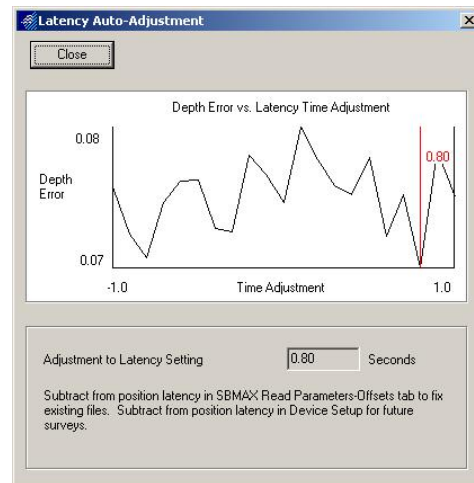 Latency Auto-Adjustment
Close
Depth Error vs. Latency Time Adjustment
0.08
0.80
Depth
Error
0.07
-1.0 Time Adjustment 1.0
Adjustment to Latency Setting 0.80 Seconds
Subtract from position latency in SBMAX Read Parameters-Offsets tab to fix
existing files. Subtract from position latency in Device Setup for future
surveys.